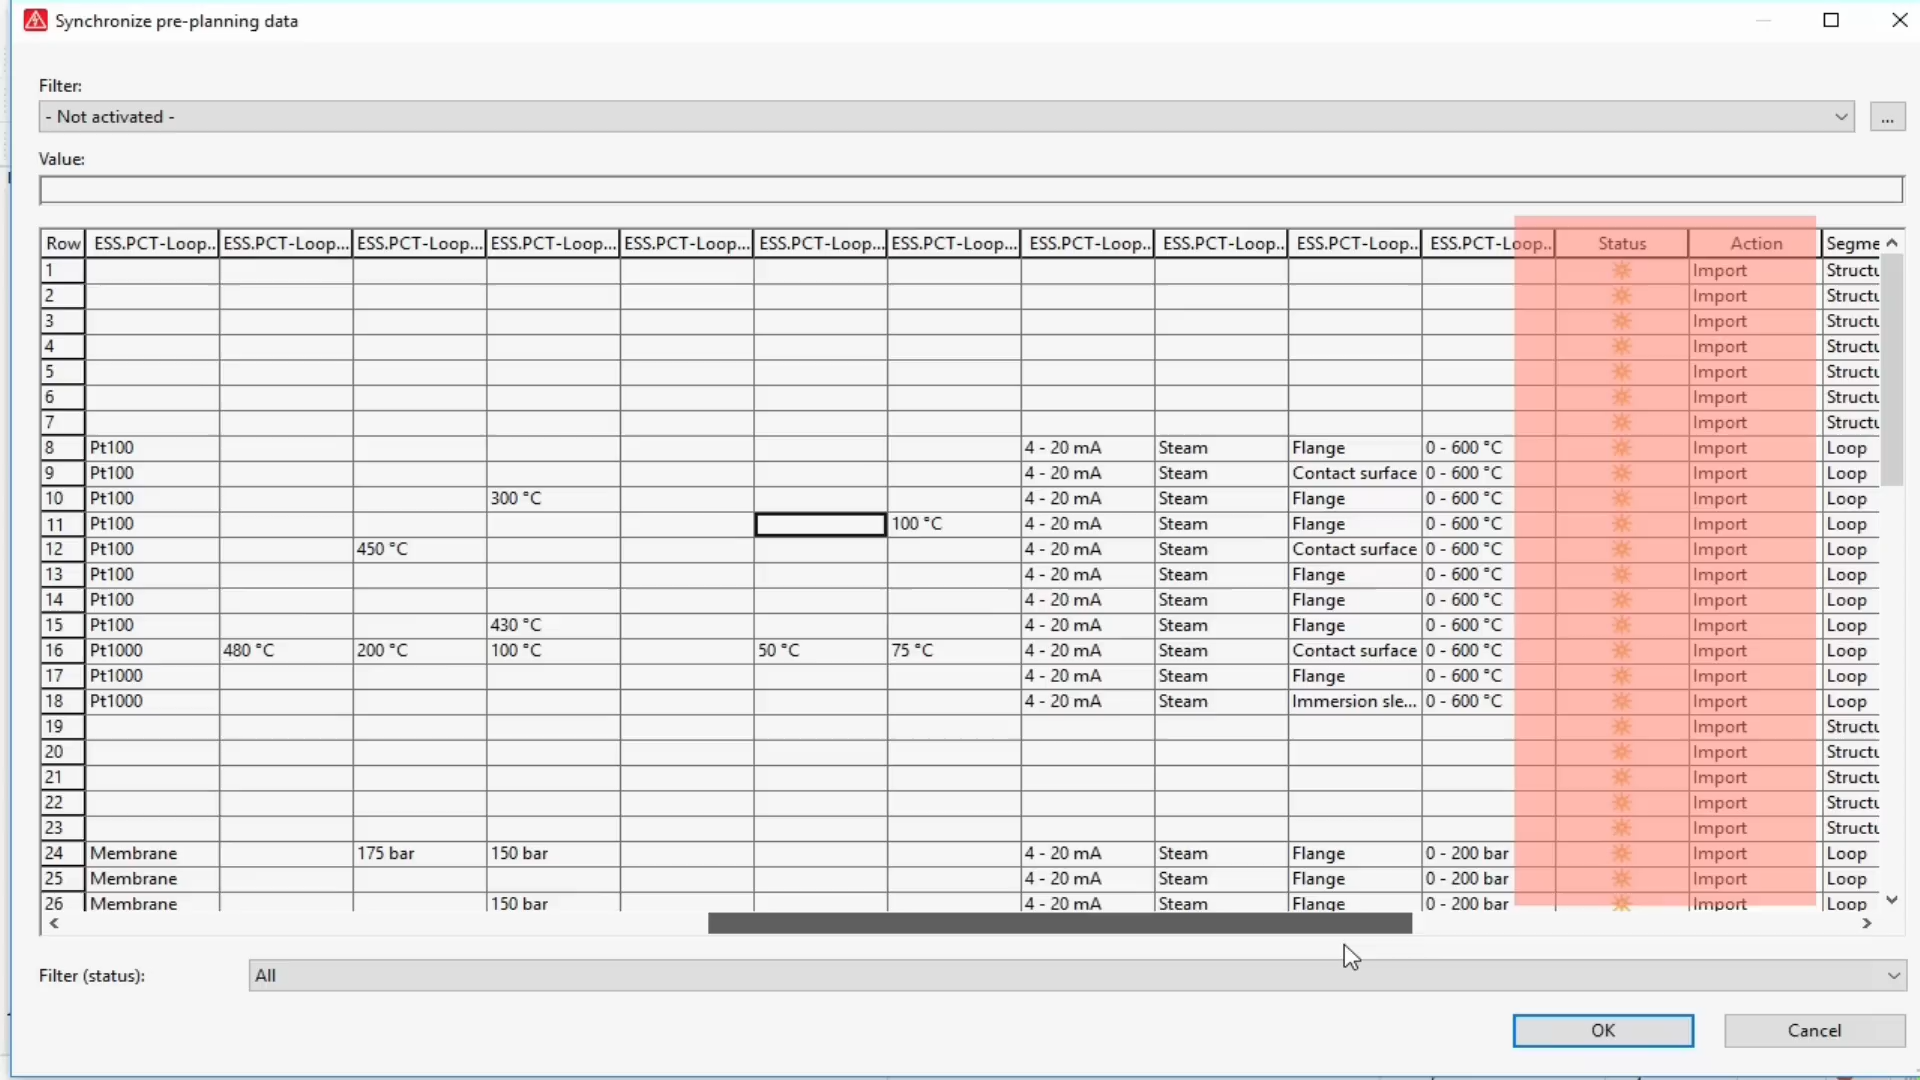 Synchronize pre-planning data
Filter:
- Not activated -
...
Value:
Row ESS.PCT-Loop... ESS.PCT-Loop... ESS.PCT-Loop... ESS.PCT-Loop... ESS.PCT-Loop... ESS.PCT-Loop... ESS.PCT-Loop... ESS.PCT-Loop... ESS.PCT-Loop... ESS.PCT-Loop... ESS.PCT-Loop... Status Action Segme
1 Import Structu
2 Import Structu
3 Import Structu
4 Import Structu
5 Import Structu
6 Import Structu
7 Import Structu
8 Pt100 4 - 20 mA Steam Flange 0 - 600 °C Import Loop
9 Pt100 4 - 20 mA Steam Contact surface 0 - 600 °C Import Loop
10 Pt100 300 °C 4 - 20 mA Steam Flange 0 - 600 °C Import Loop
11 Pt100 100 °C 4 - 20 mA Steam Flange 0 - 600 °C Import Loop
12 Pt100 450 °C 4 - 20 mA Steam Contact surface 0 - 600 °C Import Loop
13 Pt100 4 - 20 mA Steam Flange 0 - 600 °C Import Loop
14 Pt100 4 - 20 mA Steam Flange 0 - 600 °C Import Loop
15 Pt100 430 °C 4 - 20 mA Steam Flange 0 - 600 °C Import Loop
16 Pt1000 480 °C 200 °C 100 °C 50 °C 75 °C 4 - 20 mA Steam Contact surface 0 - 600 °C Import Loop
17 Pt1000 4 - 20 mA Steam Flange 0 - 600 °C Import Loop
18 Pt1000 4 - 20 mA Steam Immersion sle... 0 - 600 °C Import Loop
19 Import Structu
20 Import Structu
21 Import Structu
22 Import Structu
23 Import Structu
24 Membrane 175 bar 150 bar 4 - 20 mA Steam Flange 0 - 200 bar Import Loop
25 Membrane 4 - 20 mA Steam Flange 0 - 200 bar Import Loop
26 Membrane 150 bar 4 - 20 mA Steam Flange 0 - 200 bar Import Loop
Filter (status):
All
OK
Cancel